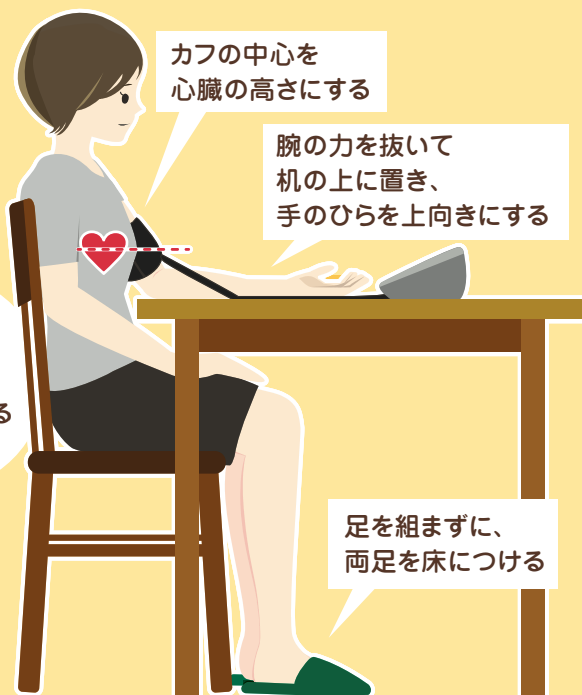 カフの中心を
心臓の高さにする
腕の力を抜いて
机の上に置き、
手のひらを上向きにする
る
足を組まずに、
両足を床につける